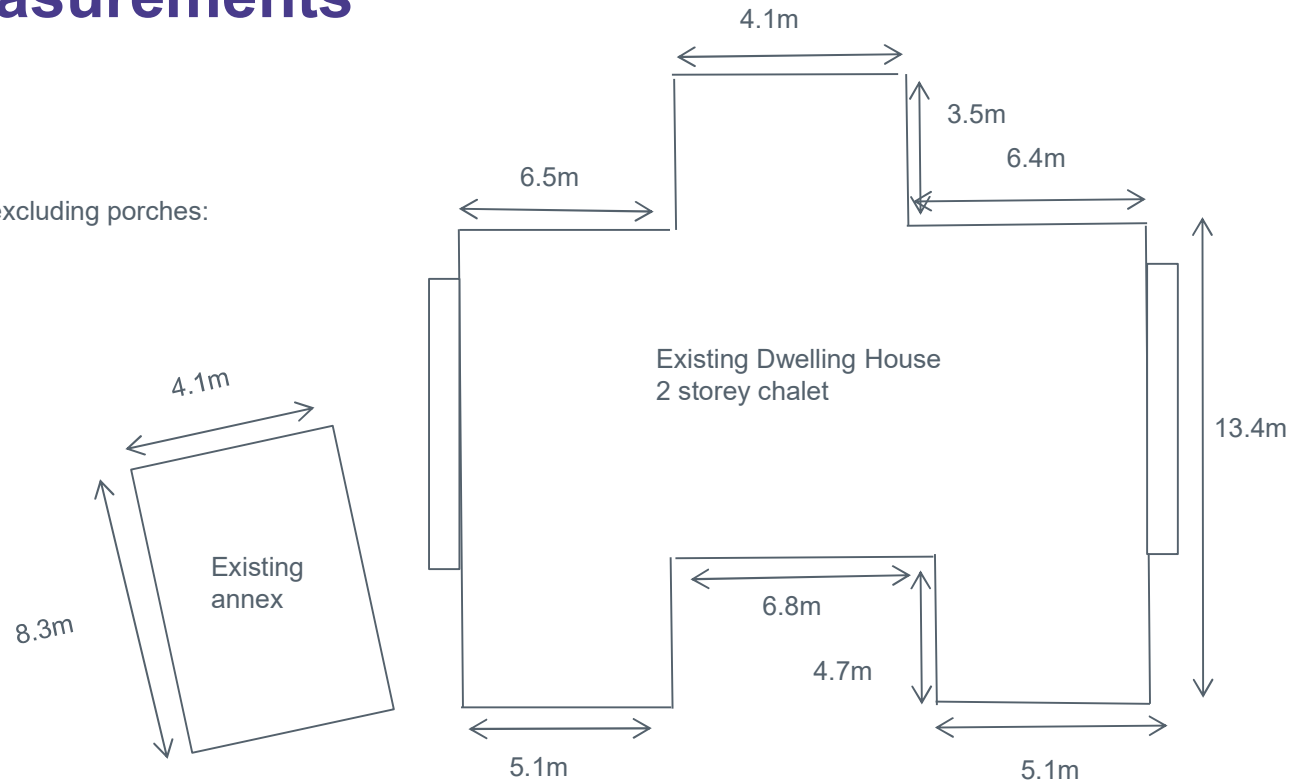 4.1m
3.5m
6.4m
6.5m
excluding porches:
Existing Dwelling House
2 storey chalet
4.1m
13.4m
Existing
annex
6.8m
8.3m
4.7m
5.1m
5.1m